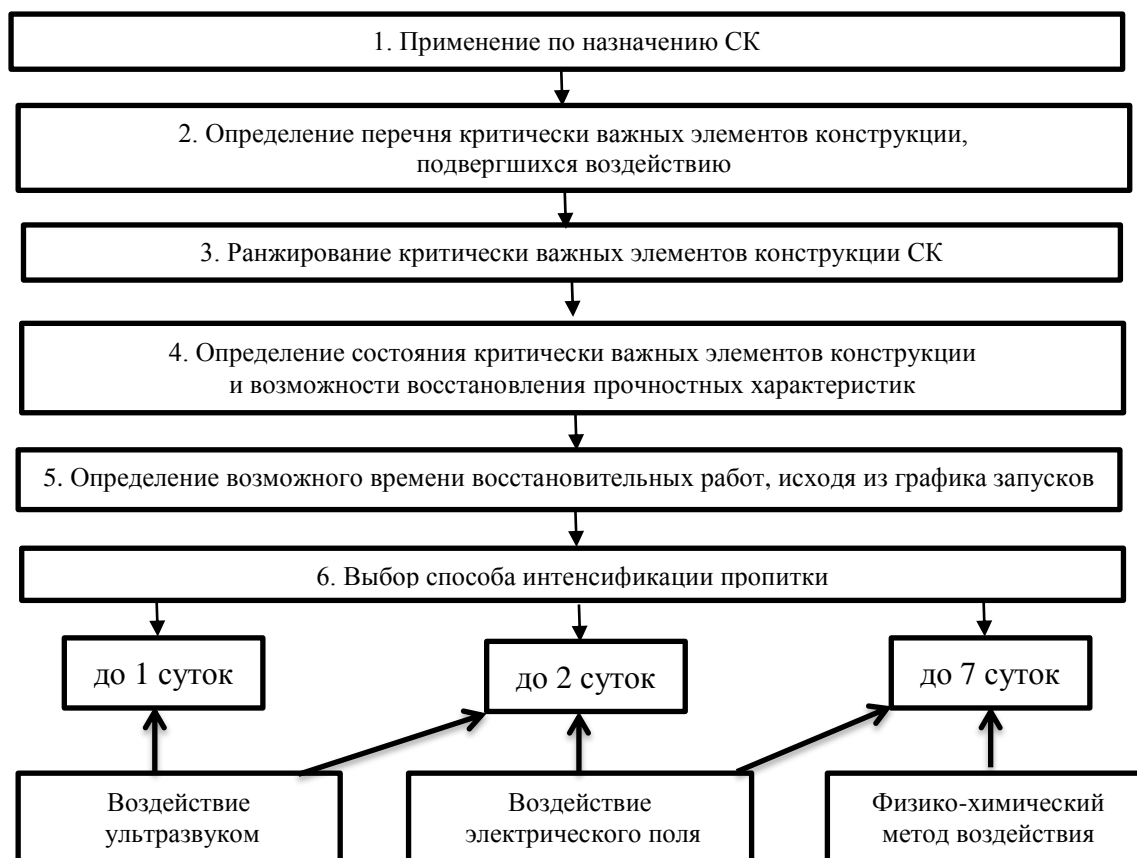 1. Применение по назначению СК
2. Определение перечня критически важных элементов конструкции,
подвергшихся воздействию
3. Ранжирование критически важных элементов конструкции СК
4. Определение состояния критически важных элементов конструкции
и возможности восстановления прочностных характеристик
5. Определение возможного времени восстановительных работ, исходя из графика запусков
6. Выбор способа интенсификации пропитки
до 1 суток
до 2 суток
до 7 суток
Воздействие
ультразвуком
Воздействие
электрического поля
Физико-химический
метод воздействия